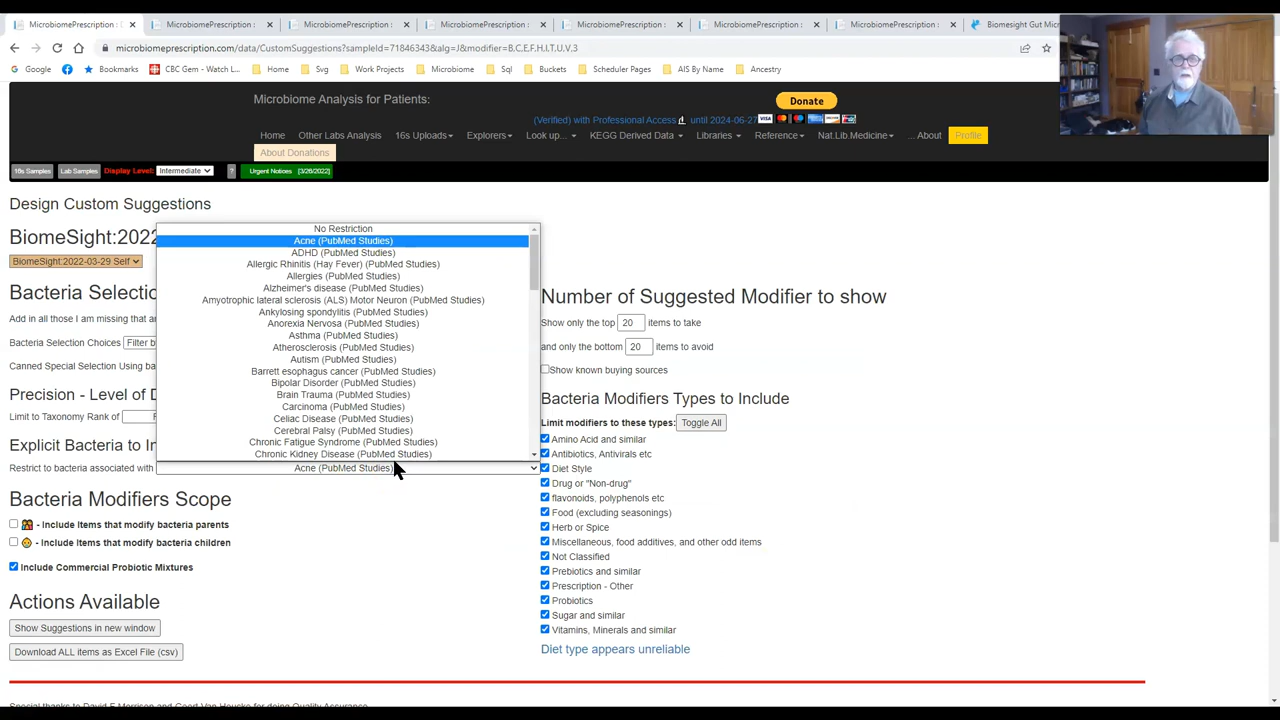 MicrobiomePrescription: D
MicrobiomePrescription: D
MicrobiomePrescription: D
MicrobiomePrescription: D
MicrobiomePrescription: D
MicrobiomePrescription: D
MicrobiomePrescription: D
Biomesight Gut Mic
microbiomeprescription.com/data/CustomSuggestions?sampleId=71846343&alg=J&modifier=B,C,E,F,H,I,T,U,V,3
Google
Bookmarks
CBC Gem - Watch L...
Home
Svg
Work Projects
Microbiome
Sql
Buckets
Scheduler Pages
AIS By Name
Ancestry
Microbiome Analysis for Patients:
Donate
(Verified) with Professional Access until 2024-06-27
Home Other Labs Analysis 16s Uploads Explorers Look up... KEGG Derived Data Libraries Reference Nat.Lib.Medicine ... About Profile
About Donations
16s Samples Lab Samples Display Level: Intermediate ? Urgent Notices [3/26/2022]
Design Custom Suggestions
BiomeSight:2022
BiomeSight:2022-03-29 Self
Bacteria Selectio
Add in all those I am missing that ar
Bacteria Selection Choices Filter b
Canned Special Selection Using ba
Precision - Level of D
Limit to Taxonomy Rank of
Explicit Bacteria to In
Restrict to bacteria associated with Acne (PubMed Studies)
No Restriction
Acne (PubMed Studies)
ADHD (PubMed Studies)
Allergic Rhinitis (Hay Fever) (PubMed Studies)
Allergies (PubMed Studies)
Alzheimer's disease (PubMed Studies)
Amyotrophic lateral sclerosis (ALS) Motor Neuron (PubMed Studies)
Ankylosing spondylitis (PubMed Studies)
Anorexia Nervosa (PubMed Studies)
Asthma (PubMed Studies)
Atherosclerosis (PubMed Studies)
Autism (PubMed Studies)
Barrett esophagus cancer (PubMed Studies)
Bipolar Disorder (PubMed Studies)
Brain Trauma (PubMed Studies)
Carcinoma (PubMed Studies)
Celiac Disease (PubMed Studies)
Cerebral Palsy (PubMed Studies)
Chronic Fatigue Syndrome (PubMed Studies)
Chronic Kidney Disease (PubMed Studies)
Bacteria Modifiers Scope
- Include Items that modify bacteria parents
- Include Items that modify bacteria children
Include Commercial Probiotic Mixtures
Actions Available
Show Suggestions in new window
Download ALL items as Excel File (csv)
Number of Suggested Modifier to show
Show only the top 20 items to take
and only the bottom 20 items to avoid
Show known buying sources
Bacteria Modifiers Types to Include
Limit modifiers to these types: Toggle All
Amino Acid and similar
Antibiotics, Antivirals etc
Diet Style
Drug or "Non-drug"
flavonoids, polyphenols etc
Food (excluding seasonings)
Herb or Spice
Miscellaneous, food additives, and other odd items
Not Classified
Prebiotics and similar
Prescription - Other
Probiotics
Sugar and similar
Vitamins, Minerals and similar
Diet type appears unreliable
Special thanks to David F Morrison and Geert Van Houcke for doing Quality Assurance